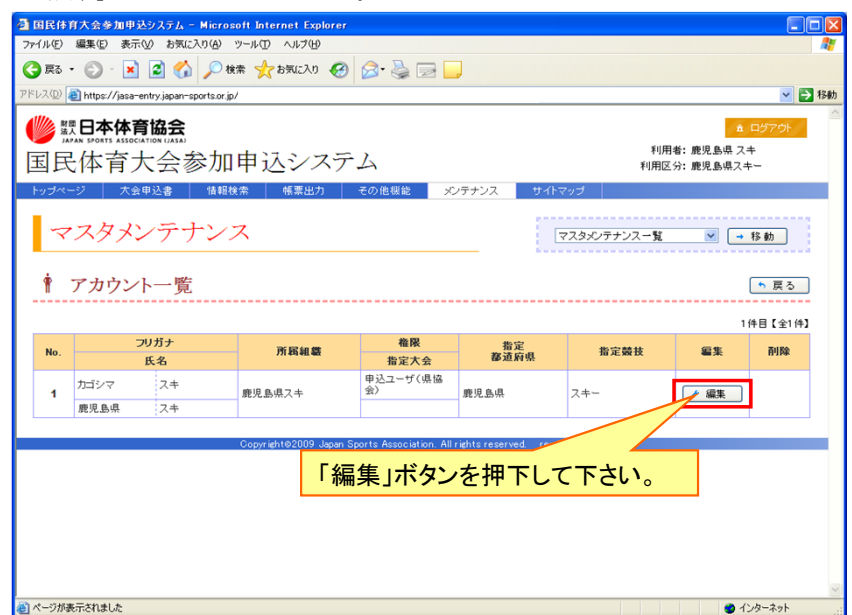 国民体育大会参加申込システム - Microsoft Internet Explorer
ファイル(F) 編集(E) 表示(V) お気に入り(A) ツール(T) ヘルプ(H)
戻る 検索 お気に入り
アドレス(D) https://jasa-entry.japan-sports.or.jp/ 移動
財団法人 日本体育協会
JAPAN SPORTS ASSOCIATION (JASA)
ログアウト
国民体育大会参加申込システム
利用者: 鹿児島県 スキ
利用区分: 鹿児島県スキー
トップページ 大会申込書 情報検索 帳票出力 その他機能 メンテナンス サイトマップ
マスタメンテナンス
マスタメンテナンス一覧 移動
アカウント一覧
戻る
1件目【全1件】
No. フリガナ 所属組織 権限 指定都道府県 指定競技 編集 削除
氏名 指定大会
1 カゴシマ スキ 鹿児島県スキ 申込ユーザ(県協会) 鹿児島県 スキー 編集
鹿児島県 スキ
Copyright©2009 Japan Sports Association. All rights reserved.
「編集」ボタンを押下して下さい。
ページが表示されました インターネット